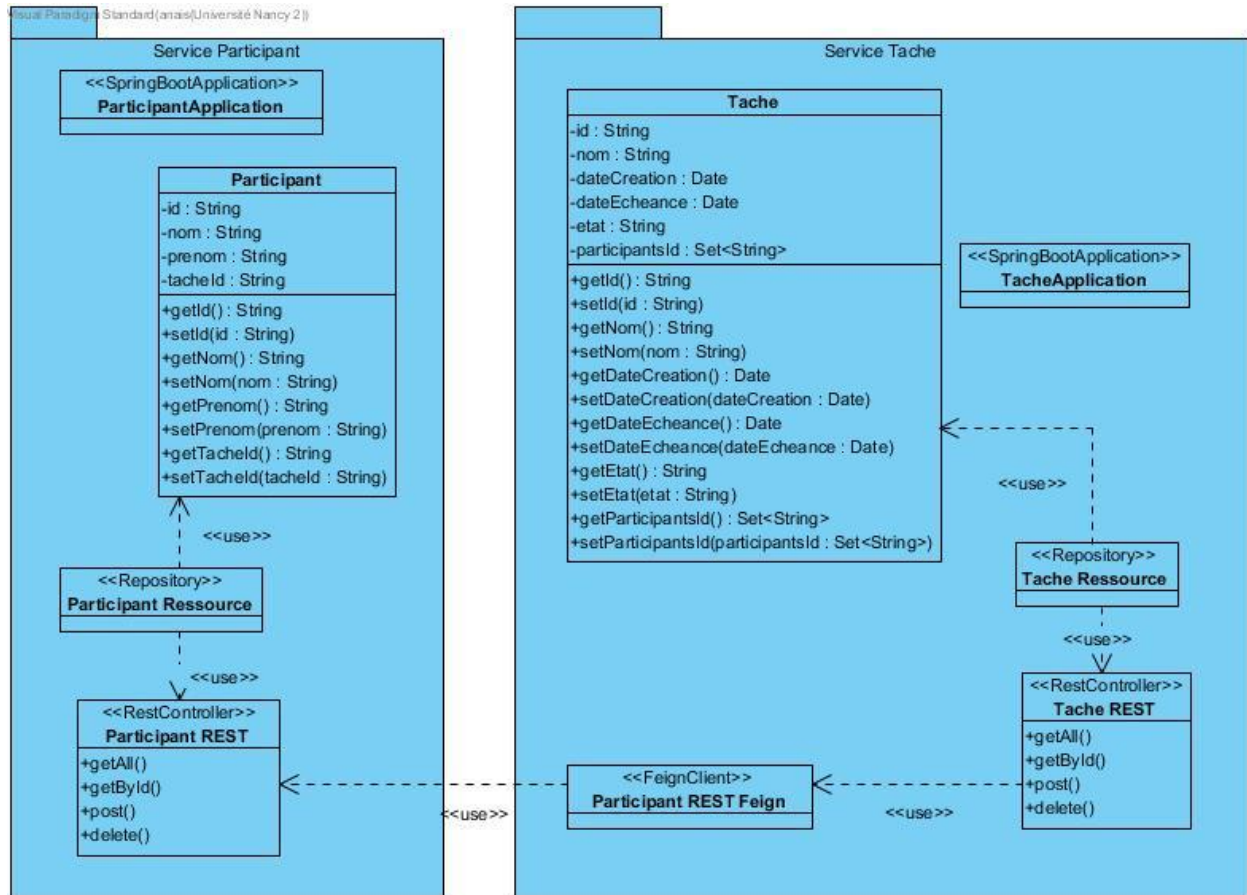 Visual Paradigm Standard(anais(Université Nancy 2))
Service Participant
<<SpringBootApplication>>
ParticipantApplication
Participant
-id : String
-nom : String
-prenom : String
-tacheId : String
+getId() : String
+setId(id : String)
+getNom() : String
+setNom(nom : String)
+getPrenom() : String
+setPrenom(prenom : String)
+getTacheId() : String
+setTacheId(tacheId : String)
<<use>>
<<Repository>>
Participant Ressource
<<use>>
<<RestController>>
Participant REST
+getAll()
+getById()
+post()
+delete()
<<use>>
Service Tache
Tache
-id : String
-nom : String
-dateCreation : Date
-dateEcheance : Date
-etat : String
-participantsId : Set<String>
+getId() : String
+setId(id : String)
+getNom() : String
+setNom(nom : String)
+getDateCreation() : Date
+setDateCreation(dateCreation : Date)
+getDateEcheance() : Date
+setDateEcheance(dateEcheance : Date)
+getEtat() : String
+setEtat(etat : String)
+getParticipantsId() : Set<String>
+setParticipantsId(participantsId : Set<String>)
<<SpringBootApplication>>
TacheApplication
<<use>>
<<Repository>>
Tache Ressource
<<use>>
<<RestController>>
Tache REST
+getAll()
+getById()
+post()
+delete()
<<FeignClient>>
Participant REST Feign
<<use>>